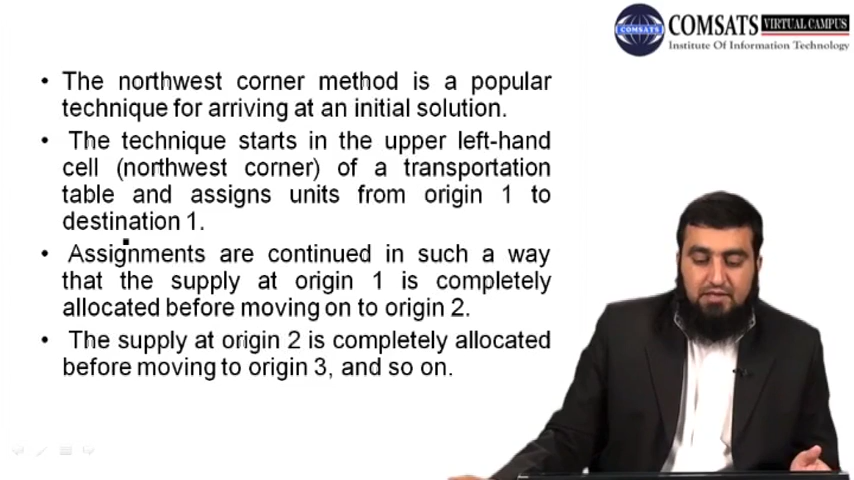 COMSATS VIRTUAL CAMPUS
COMSATS
Institute Of Information Technology
• The northwest corner method is a popular
technique for arriving at an initial solution.
• The technique starts in the upper left-hand
cell (northwest corner) of a transportation
table and assigns units from origin 1 to
destination 1.
• Assignments are continued in such a way
that the supply at origin 1 is completely
allocated before moving on to origin 2.
• The supply at origin 2 is completely allocated
before moving to origin 3, and so on.